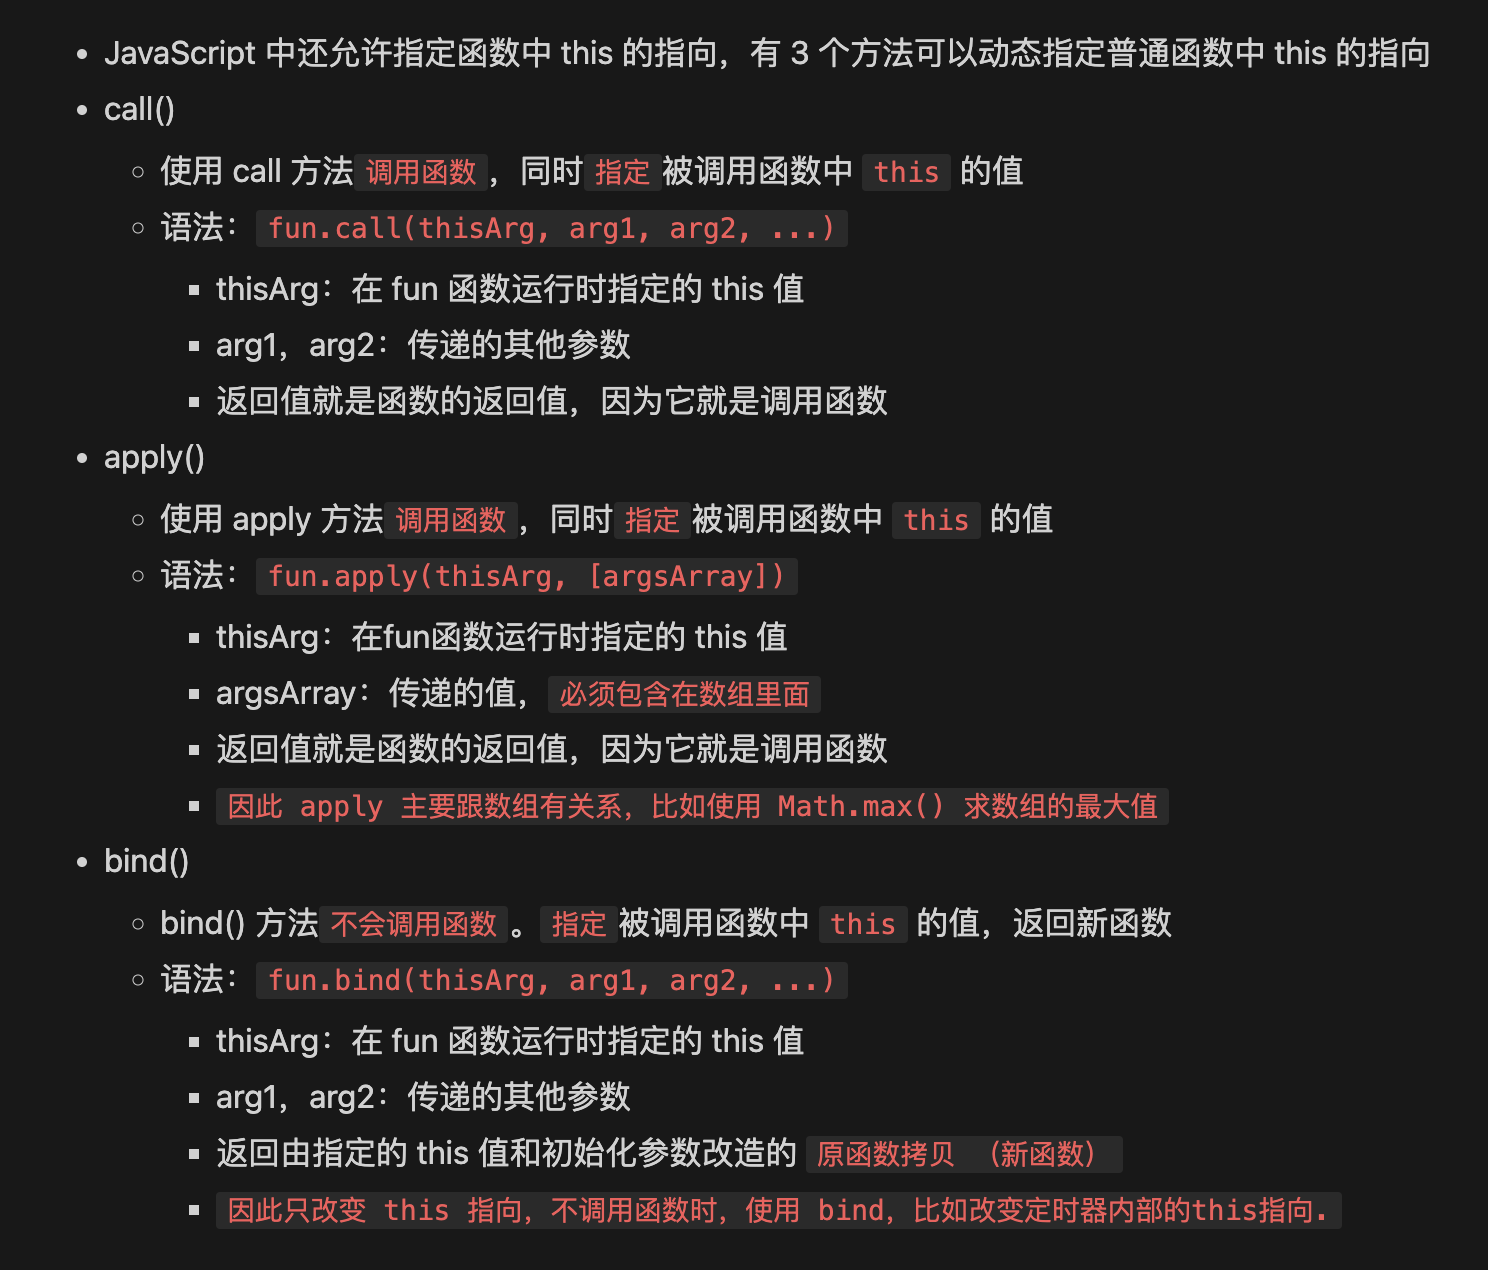 JavaScript 中还允许指定函数中 this 的指向，有 3 个方法可以动态指定普通函数中 this 的指向
call()
使用 call 方法调用函数，同时指定被调用函数中 this 的值
语法：fun.call(thisArg, arg1, arg2, ...)
thisArg：在 fun 函数运行时指定的 this 值
arg1，arg2：传递的其他参数
返回值就是函数的返回值，因为它就是调用函数
apply()
使用 apply 方法调用函数，同时指定被调用函数中 this 的值
语法：fun.apply(thisArg, [argsArray])
thisArg：在fun函数运行时指定的 this 值
argsArray：传递的值，必须包含在数组里面
返回值就是函数的返回值，因为它就是调用函数
因此 apply 主要跟数组有关系，比如使用 Math.max() 求数组的最大值
bind()
bind() 方法不会调用函数。指定被调用函数中 this 的值，返回新函数
语法：fun.bind(thisArg, arg1, arg2, ...)
thisArg：在 fun 函数运行时指定的 this 值
arg1，arg2：传递的其他参数
返回由指定的 this 值和初始化参数改造的 原函数拷贝 （新函数）
因此只改变 this 指向，不调用函数时，使用 bind，比如改变定时器内部的this指向.